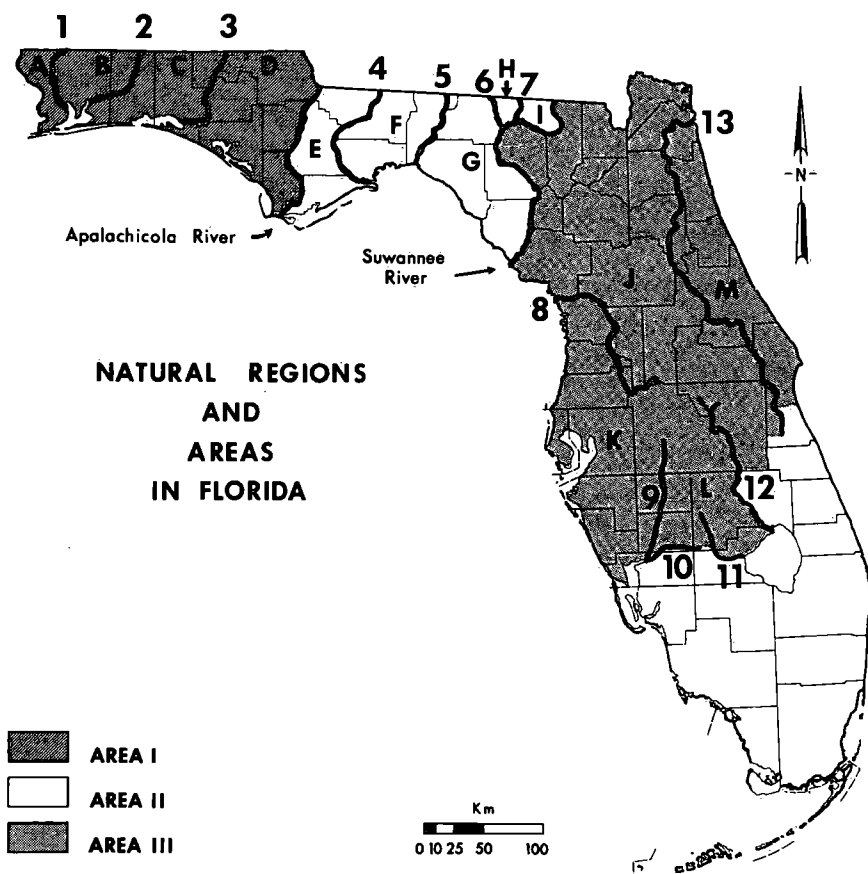 1 2 3 4 5 6 H 7
A B C D E F G I
13
Apalachicola River
Suwannee
River
-N-
8 J M
NATURAL REGIONS
AND
AREAS
IN FLORIDA
K L
9 12
10 11
AREA I
AREA II
AREA III
Km
0 10 25 50 100